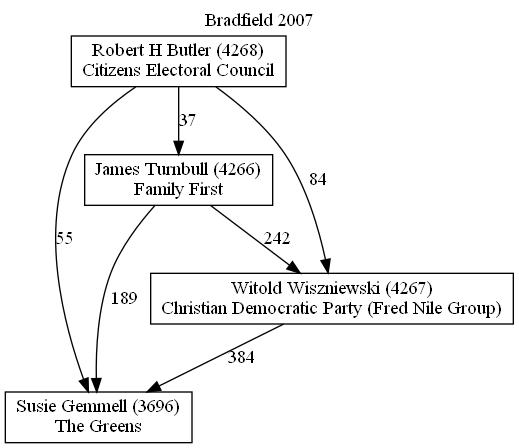 Bradfield 2007
Robert H Butler (4268)
Citizens Electoral Council
37
James Turnbull (4266)
Family First
84
55
242
189
Witold Wiszniewski (4267)
Christian Democratic Party (Fred Nile Group)
384
Susie Gemmell (3696)
The Greens